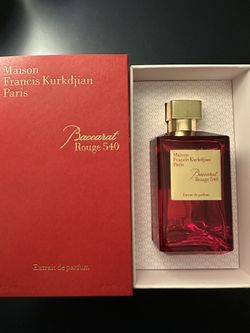 Maison
Francis Kurkdjian
Paris
Baccarat
Rouge 540
Extrait de parfum
Maison
Francis Kurkdjian
Paris
Baccarat
Rouge 540
Extrait de parfum